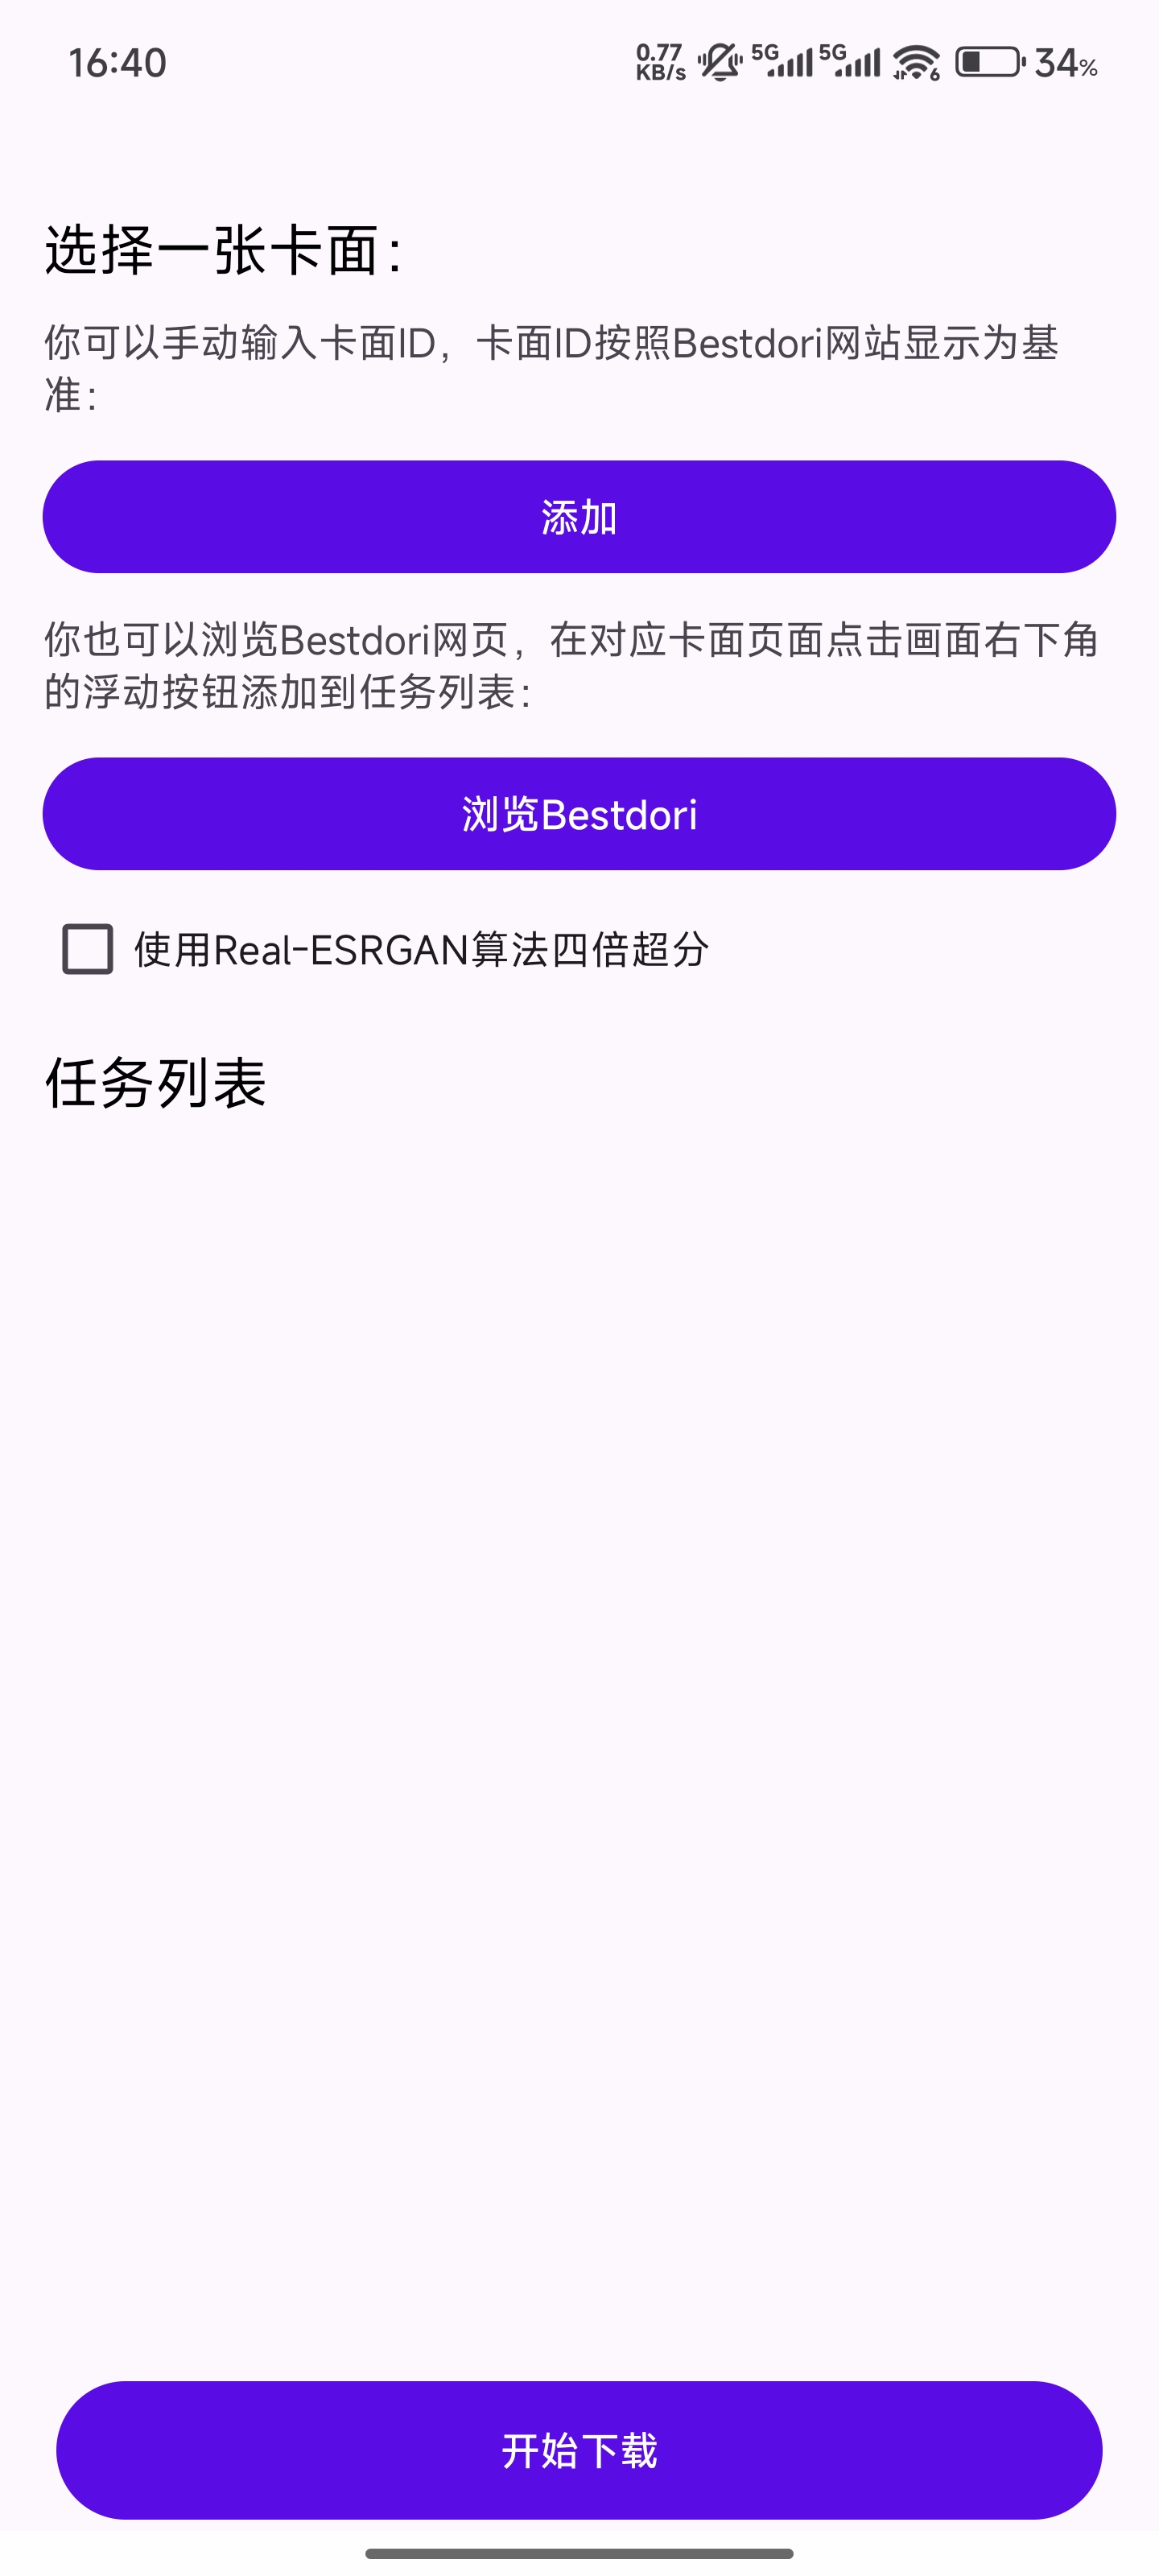 16:40
0.77 KB/s 5G 5G 6 34%
选择一张卡面：
你可以手动输入卡面ID，卡面ID按照Bestdori网站显示为基
准：
添加
你也可以浏览Bestdori网页，在对应卡面页面点击画面右下角
的浮动按钮添加到任务列表：
浏览Bestdori
使用Real-ESRGAN算法四倍超分
任务列表
开始下载